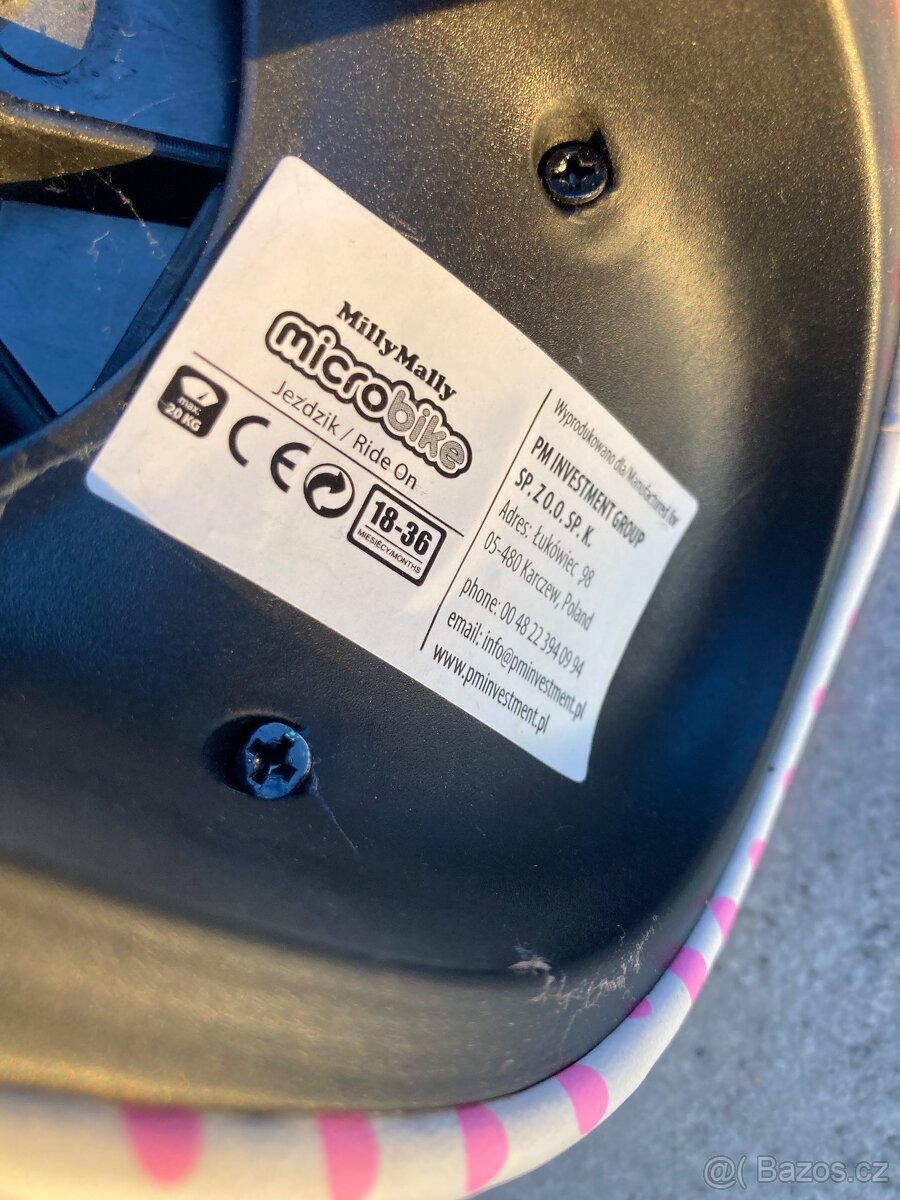 MillyMally
microbike
Jeździk / Ride On
max.
20 KG
CE
18-36
MIESIĘCY/MONTHS
Wyprodukowano dla/Manufactured for
PM INVESTMENT GROUP
SP. Z O.O. SP. K.
Adres: Łukówiec 98
05-480 Karczew, Poland
phone: 00 48 22 394 09 94
email: info@pminvestment.pl
www.pminvestment.pl
@( Bazos.cz